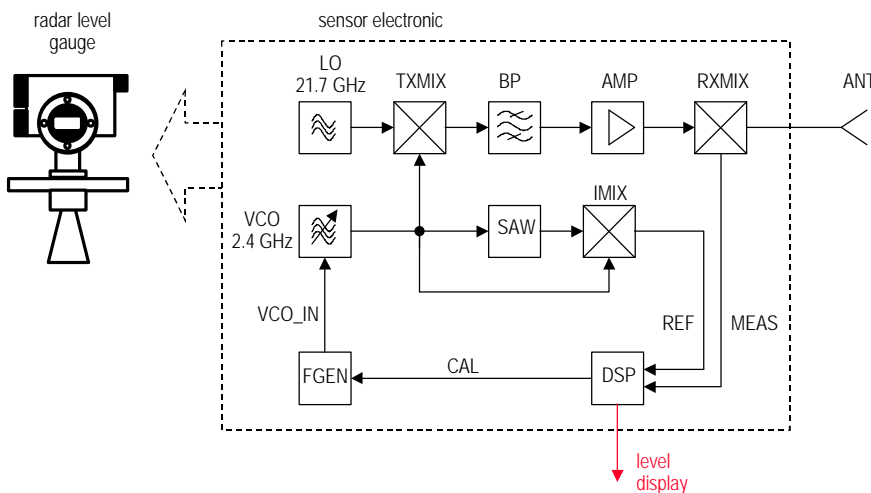 radar level
gauge
sensor electronic
LO
21.7 GHz
TXMIX
BP
AMP
RXMIX
ANT
VCO
2.4 GHz
SAW
IMIX
VCO_IN
REF
MEAS
FGEN
CAL
DSP
level
display